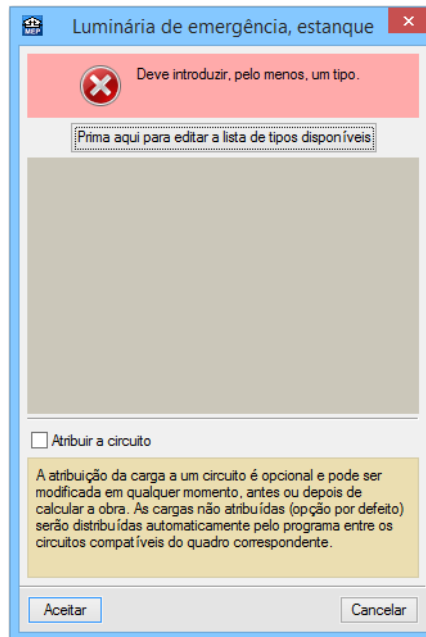 MEP
Luminária de emergência, estanque
Deve introduzir, pelo menos, um tipo.
Prima aqui para editar a lista de tipos disponíveis
Atribuir a circuito
A atribuição da carga a um circuito é opcional e pode ser
modificada em qualquer momento, antes ou depois de
calcular a obra. As cargas não atribuídas (opção por defeito)
serão distribuídas automaticamente pelo programa entre os
circuitos compatíveis do quadro correspondente.
Aceitar
Cancelar